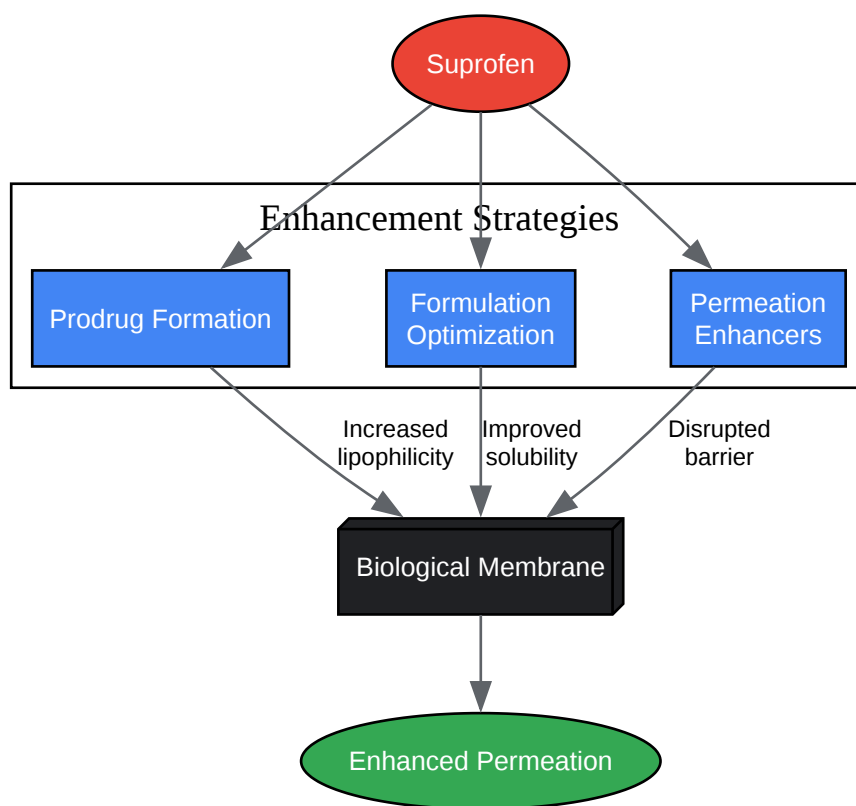 Suprofen
Enhancement Strategies
Prodrug Formation
Formulation
Optimization
Permeation
Enhancers
Increased
lipophilicity
Improved
solubility
Disrupted
barrier
Biological Membrane
Enhanced Permeation